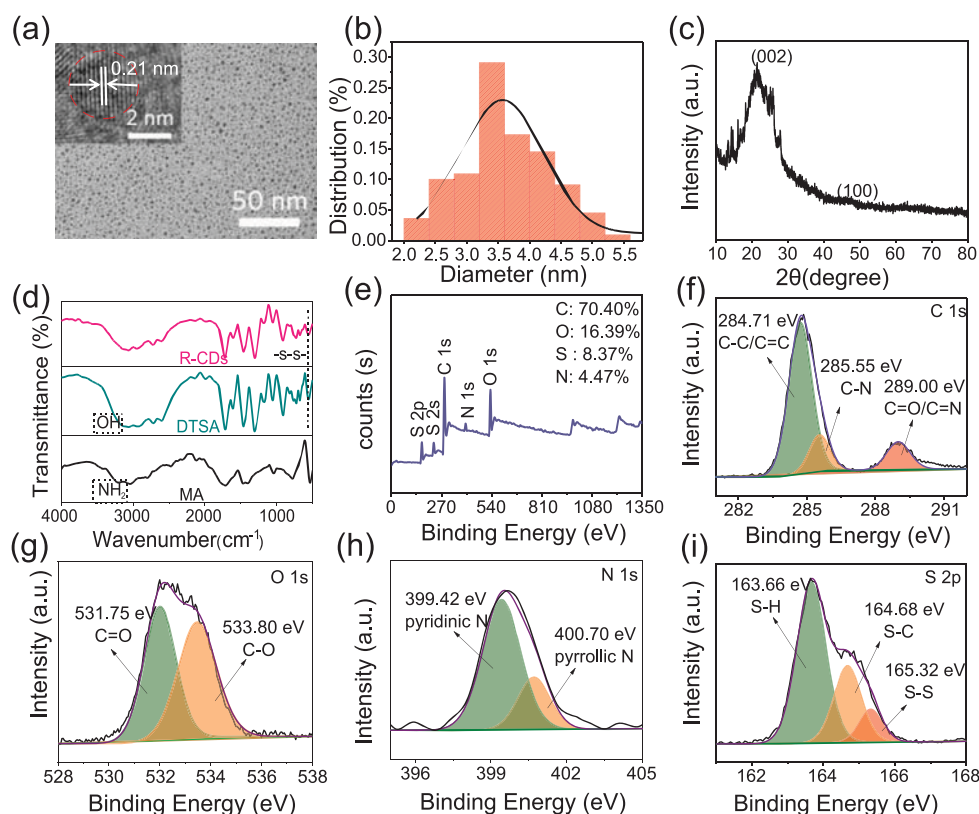 (a)
0.21 nm
2 nm
50 nm
(b)
Distribution (%)
0.30
0.25
0.20
0.15
0.10
0.05
0.00
2.0 2.5 3.0 3.5 4.0 4.5 5.0 5.5
Diameter (nm)
(c)
Intensity (a.u.)
(002)
(100)
10 20 30 40 50 60 70 80
2θ(degree)
(d)
Transmittance (%)
R-CDs
-s-s-
OH
DTSA
NH2
MA
4000 3000 2000 1000
Wavenumber(cm-1)
(e)
counts (s)
C: 70.40%
O: 16.39%
S : 8.37%
N: 4.47%
S 2p
S 2s
C 1s
N 1s
O 1s
0 270 540 810 1080 1350
Binding Energy (eV)
(f)
Intensity (a.u.)
C 1s
284.71 eV
C-C/C=C
285.55 eV
C-N
289.00 eV
C=O/C=N
282 285 288 291
Binding Energy (eV)
(g)
Intensity (a.u.)
O 1s
531.75 eV
C=O
533.80 eV
C-O
528 530 532 534 536 538
Binding Energy (eV)
(h)
Intensity (a.u.)
N 1s
399.42 eV
pyridinic N
400.70 eV
pyrrollic N
396 399 402 405
Binding Energy (eV)
(i)
Intensity (a.u.)
S 2p
163.66 eV
S-H
164.68 eV
S-C
165.32 eV
S-S
162 164 166 168
Binding Energy (eV)